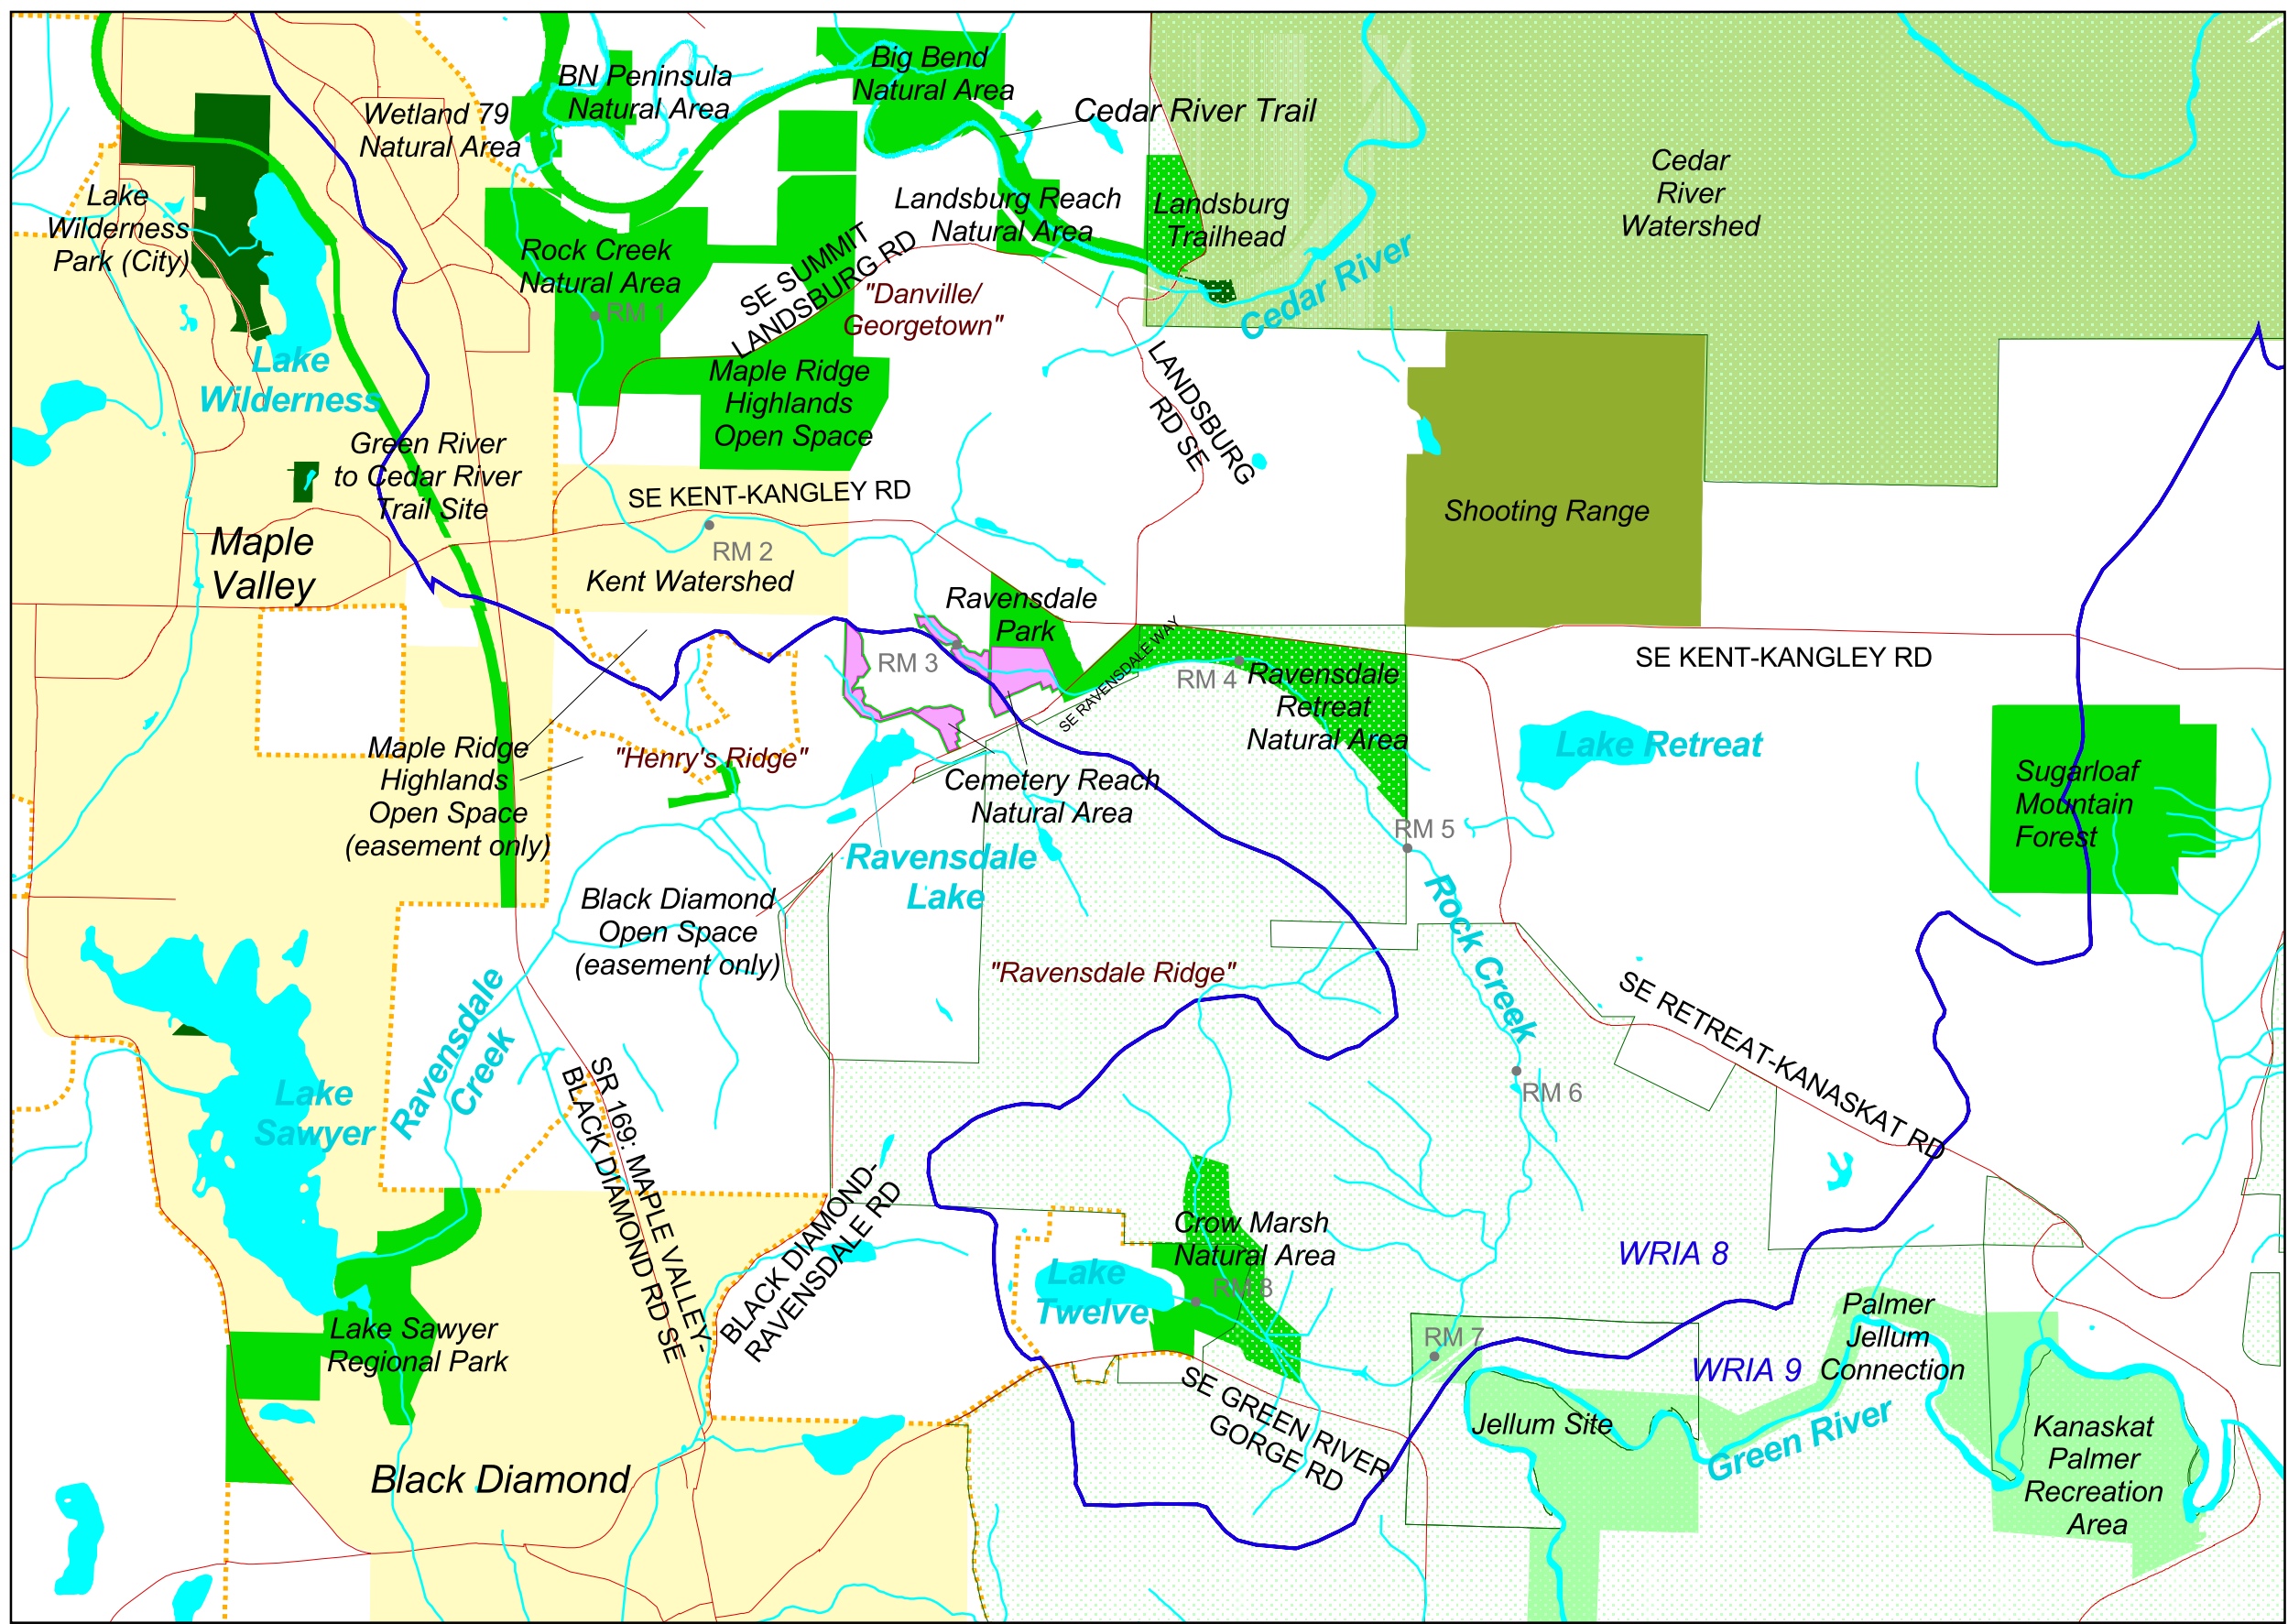 BN Peninsula
Natural Area
Big Bend
Natural Area
Cedar River Trail
Wetland 79
Natural Area
Cedar
River
Watershed
Lake
Wilderness
Park (City)
Landsburg Reach
Natural Area
Landsburg
Trailhead
Rock Creek
Natural Area
RM 1
SE SUMMIT
LANDSBURG RD
"Danville/
Georgetown"
Cedar River
Lake
Wilderness
Maple Ridge
Highlands
Open Space
LANDSBURG
RD SE
Green River
to Cedar River
Trail Site
SE KENT-KANGLEY RD
Shooting Range
Maple
Valley
RM 2
Kent Watershed
Ravensdale
Park
RM 3
SE RAVENSDALE WAY
RM 4
Ravensdale
Retreat
Natural Area
SE KENT-KANGLEY RD
Lake Retreat
Maple Ridge
Highlands
Open Space
(easement only)
"Henry's Ridge"
Cemetery Reach
Natural Area
Sugarloaf
Mountain
Forest
RM 5
Ravensdale
Lake
Black Diamond
Open Space
(easement only)
Rock Creek
"Ravensdale Ridge"
Ravensdale
Creek
SE RETREAT-KANASKAT RD
Lake
Sawyer
SR 169: MAPLE VALLEY -
BLACK DIAMOND RD SE
RM 6
BLACK DIAMOND-
RAVENSDALE RD
Crow Marsh
Natural Area
WRIA 8
Lake
Twelve
RM 8
Palmer
Jellum
Connection
Lake Sawyer
Regional Park
RM 7
WRIA 9
SE GREEN RIVER
GORGE RD
Jellum Site
Green River
Kanaskat
Palmer
Recreation
Area
Black Diamond